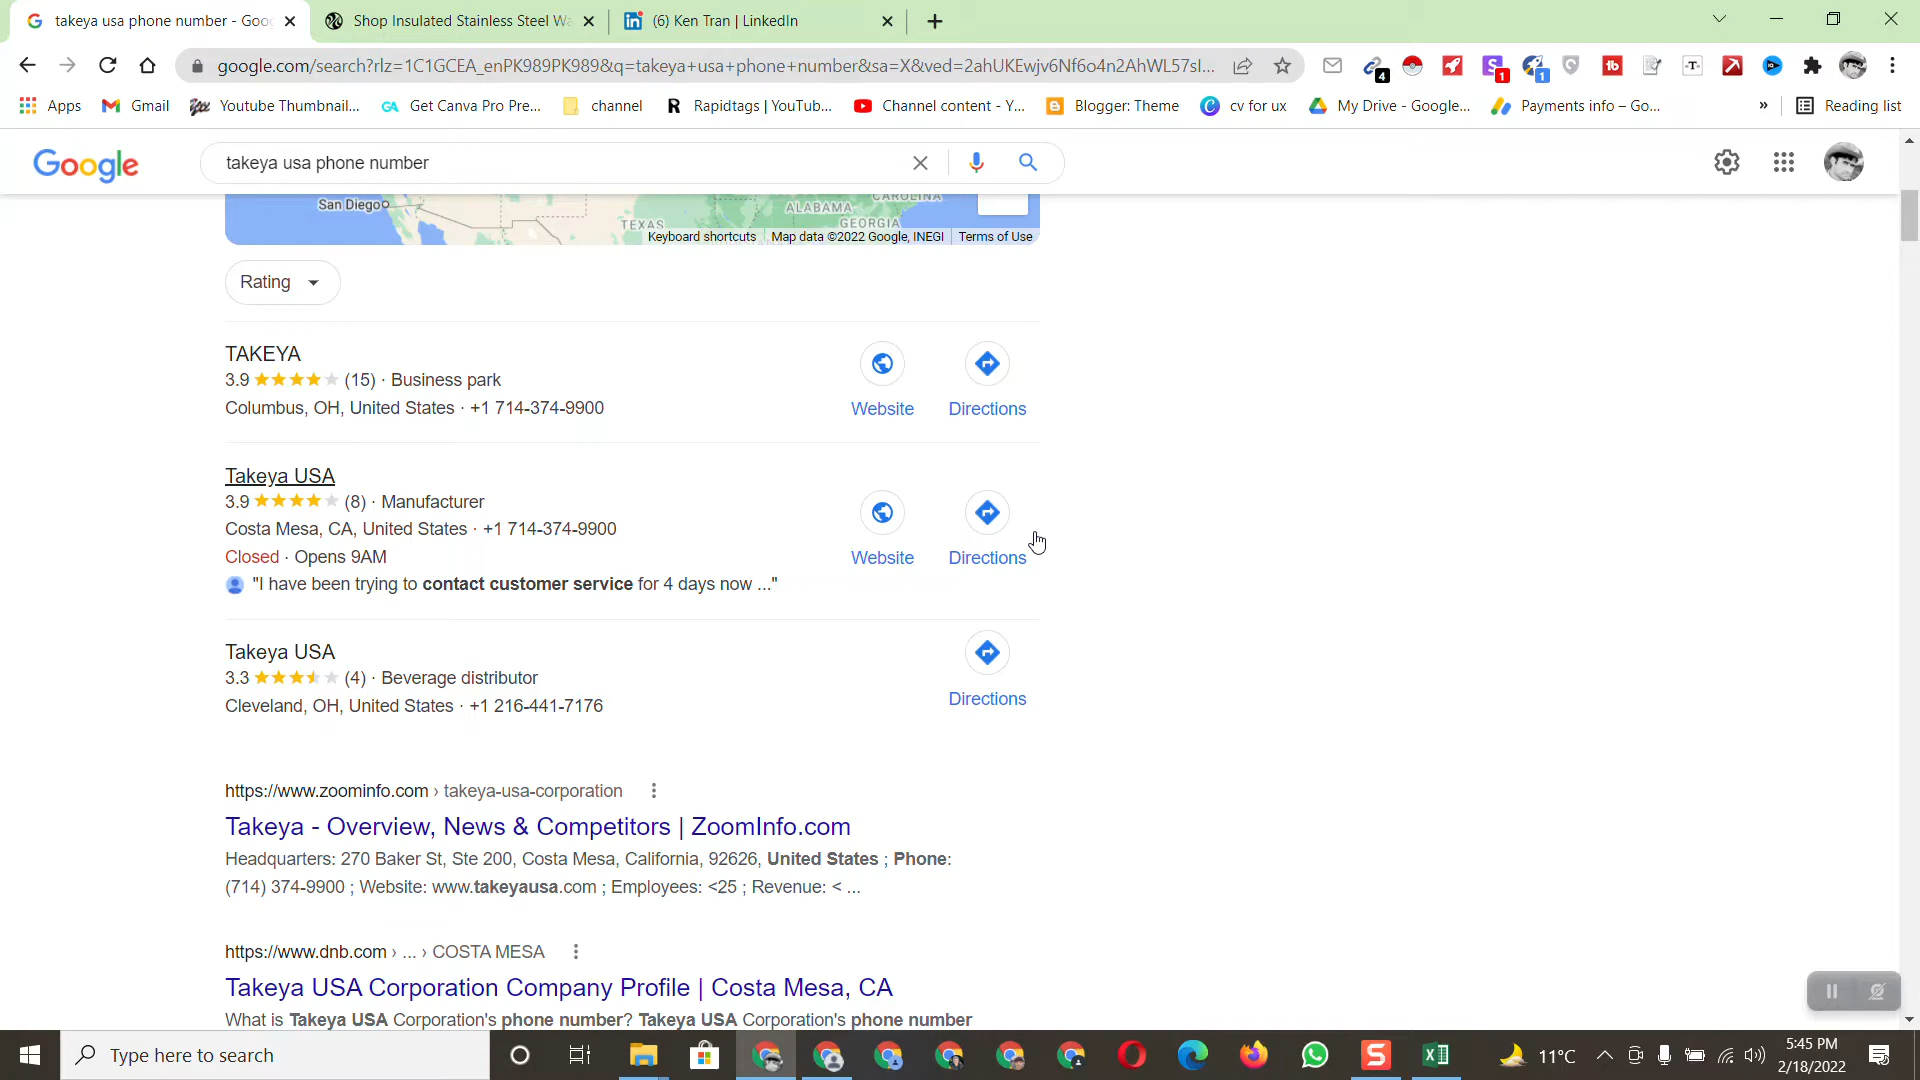 takeya usa phone number - Goo
Shop Insulated Stainless Steel Wa
(6) Ken Tran | LinkedIn
google.com/search?rlz=1C1GCEA_enPK989PK989&q=takeya+usa+phone+number&sa=X&ved=2ahUKEwjv6Nf6o4n2AhWL57sI...
4
1
1
Apps
Gmail
Youtube Thumbnail...
Get Canva Pro Pre...
channel
Rapidtags | YouTub...
Channel content - Y...
Blogger: Theme
cv for ux
My Drive - Google...
Payments info – Go...
»
Reading list
Google
takeya usa phone number
San Diego
TEXAS
ALABAMA
CAROLINA
GEORGIA
Keyboard shortcuts
Map data ©2022 Google, INEGI
Terms of Use
Rating
TAKEYA
3.9 (15) · Business park
Columbus, OH, United States · +1 714-374-9900
Website
Directions
Takeya USA
3.9 (8) · Manufacturer
Costa Mesa, CA, United States · +1 714-374-9900
Closed · Opens 9AM
"I have been trying to contact customer service for 4 days now ..."
Website
Directions
Takeya USA
3.3 (4) · Beverage distributor
Cleveland, OH, United States · +1 216-441-7176
Directions
https://www.zoominfo.com › takeya-usa-corporation
Takeya - Overview, News & Competitors | ZoomInfo.com
Headquarters: 270 Baker St, Ste 200, Costa Mesa, California, 92626, United States ; Phone:
(714) 374-9900 ; Website: www.takeyausa.com ; Employees: <25 ; Revenue: < ...
https://www.dnb.com › ... › COSTA MESA
Takeya USA Corporation Company Profile | Costa Mesa, CA
What is Takeya USA Corporation's phone number? Takeya USA Corporation's phone number
Type here to search
11°C
5:45 PM
2/18/2022